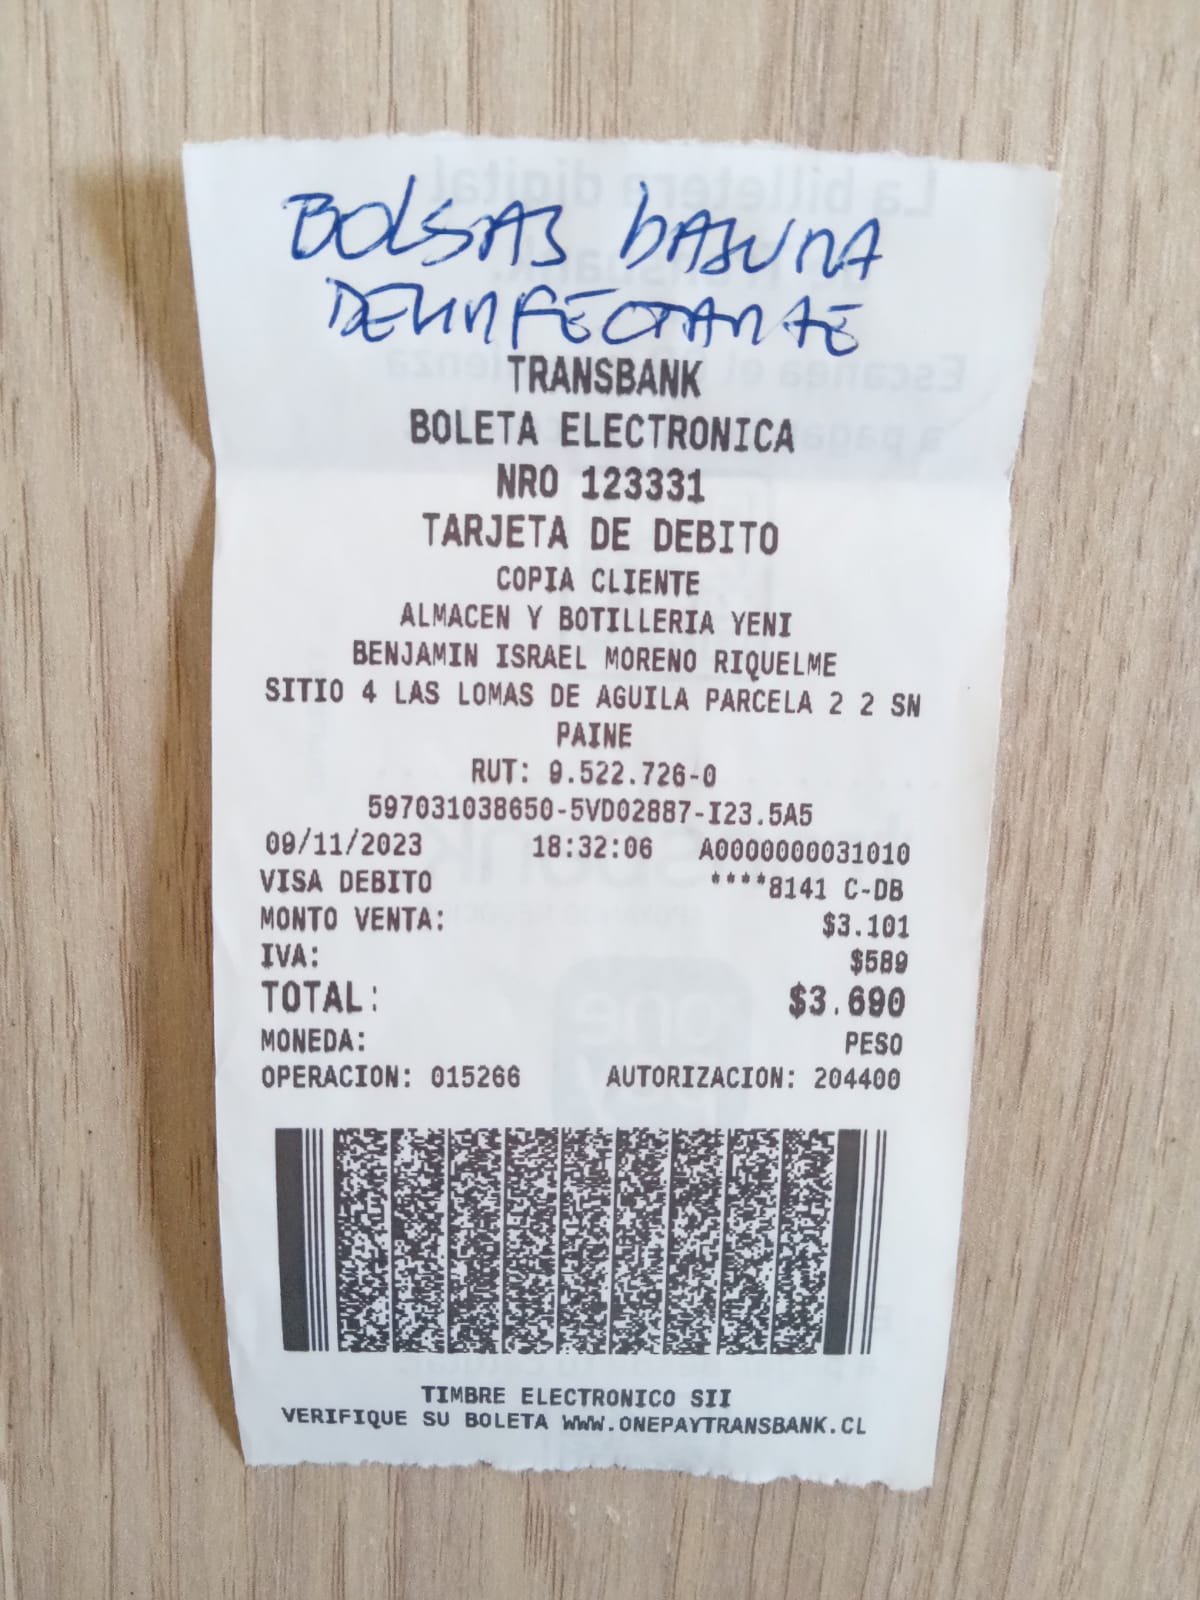 BOLSAS BASURA
DESINFECTANTE
TRANSBANK
BOLETA ELECTRONICA
NRO 123331
TARJETA DE DEBITO
COPIA CLIENTE
ALMACEN Y BOTILLERIA YENI
BENJAMIN ISRAEL MORENO RIQUELME
SITIO 4 LAS LOMAS DE AGUILA PARCELA 2 2 SN
PAINE
RUT: 9.522.726-0
597031038650-5VD02887-I23.5A5
09/11/2023 18:32:06 A0000000031010
VISA DEBITO ****8141 C-DB
MONTO VENTA: $3.101
IVA: $589
TOTAL: $3.690
MONEDA: PESO
OPERACION: 015266 AUTORIZACION: 204400
TIMBRE ELECTRONICO SII
VERIFIQUE SU BOLETA WWW.ONEPAYTRANSBANK.CL